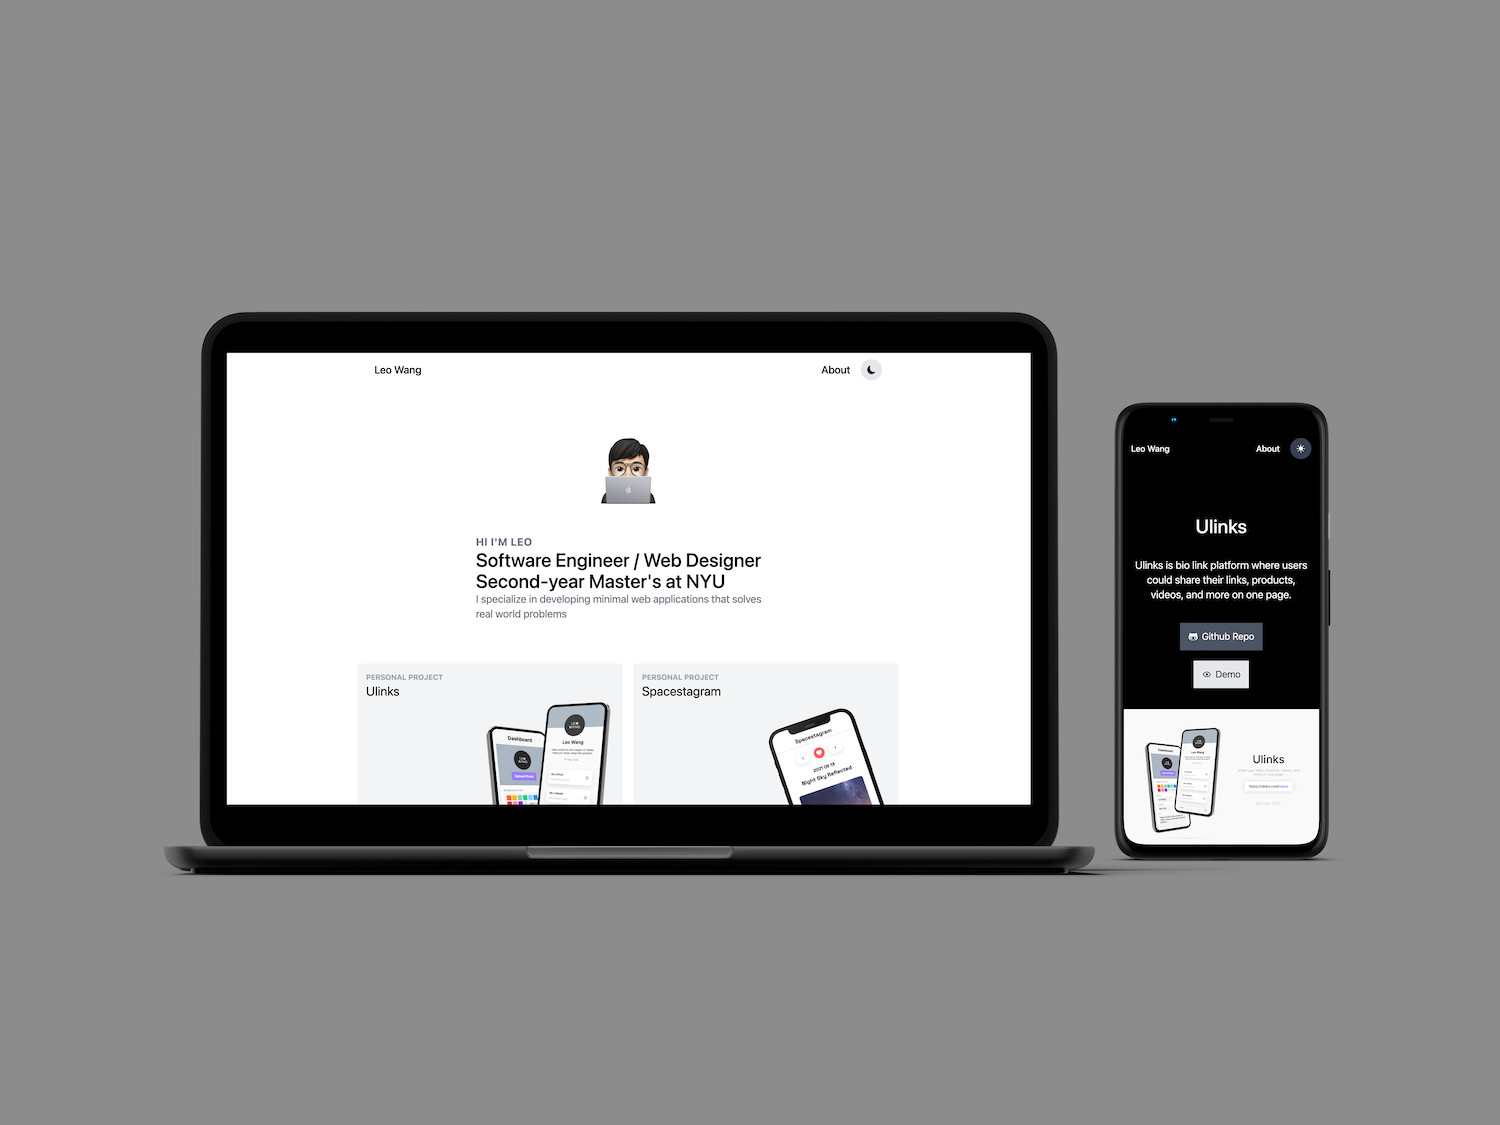 Leo Wang
About
HI I'M LEO
Software Engineer / Web Designer
Second-year Master's at NYU
I specialize in developing minimal web applications that solves
real world problems
PERSONAL PROJECT
Ulinks
Dashboard
Leo Wang
PERSONAL PROJECT
Spacestagram
Spacestagram
2021 09 13
Night Sky Reflected
Leo Wang
About
Ulinks
Ulinks is bio link platform where users
could share their links, products,
videos, and more on one page.
Github Repo
Demo
Dashboard
Leo Wang
Ulinks